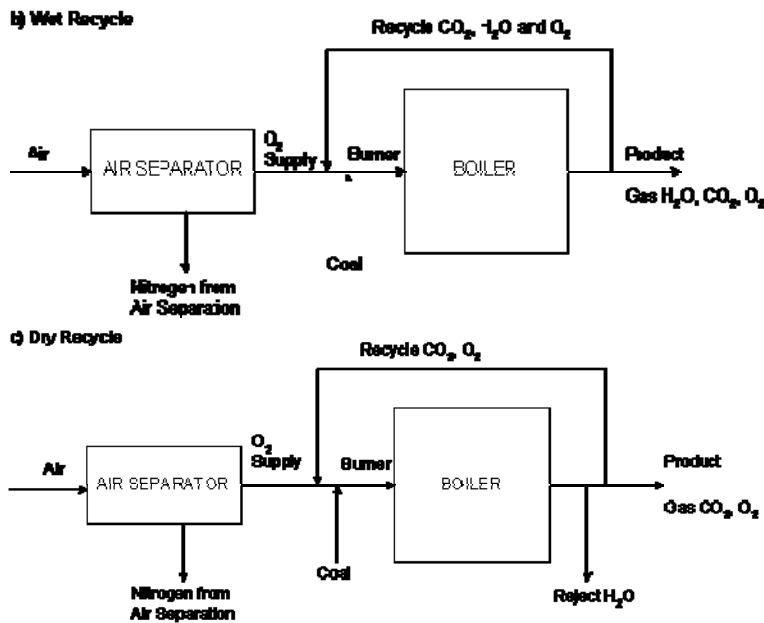 b) Wet Recycle
Recycle CO₂, H₂O and O₂
Air
AIR SEPARATOR
O₂
Supply
Burner
BOILER
Product
Gas H₂O, CO₂, O₂
Coal
Nitrogen from
Air Separation
c) Dry Recycle
Recycle CO₂, O₂
Air
AIR SEPARATOR
O₂
Supply
Burner
BOILER
Product
Gas CO₂, O₂
Coal
Nitrogen from
Air Separation
Reject H₂O